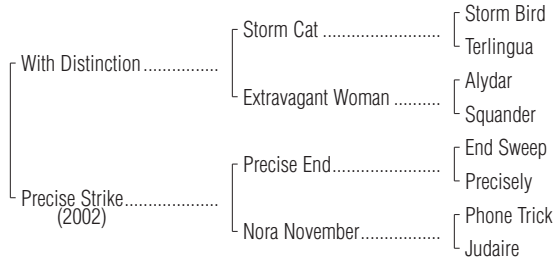 Storm Bird
Storm Cat ........................
Terlingua
With Distinction ................
Alydar
Extravagant Woman ..........
Squander
End Sweep
Precise End......................
Precisely
Precise Strike....................
(2002)
Phone Trick
Nora November................
Judaire